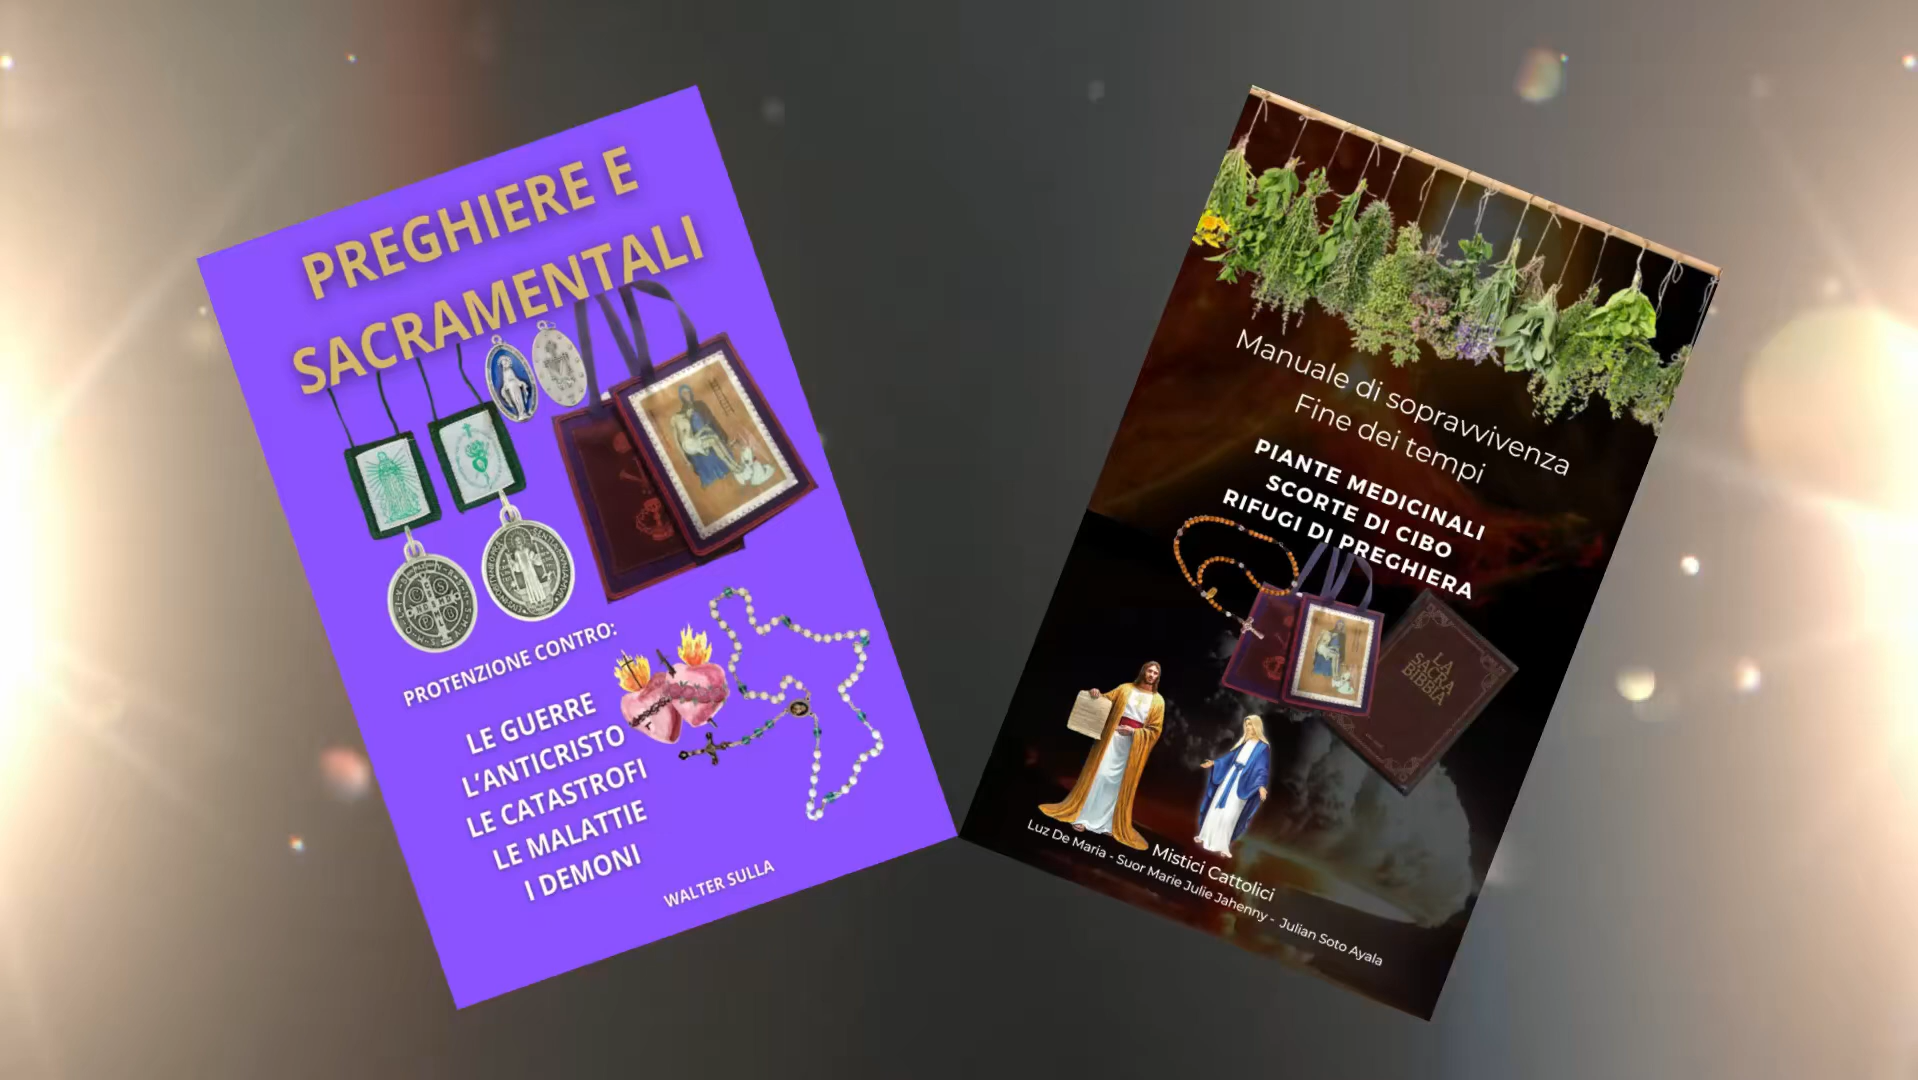 PREGHIERE E
SACRAMENTALI
PROTENZIONE CONTRO:
LE GUERRE
L'ANTICRISTO
LE CATASTROFI
LE MALATTIE
I DEMONI
WALTER SULLA
Manuale di sopravvivenza
Fine dei tempi
PIANTE MEDICINALI
SCORTE DI CIBO
RIFUGI DI PREGHIERA
LA
SACRA
BIBBIA
Mistici Cattolici
Luz De Maria - Suor Marie Julie Jahenny - Julian Soto Ayala